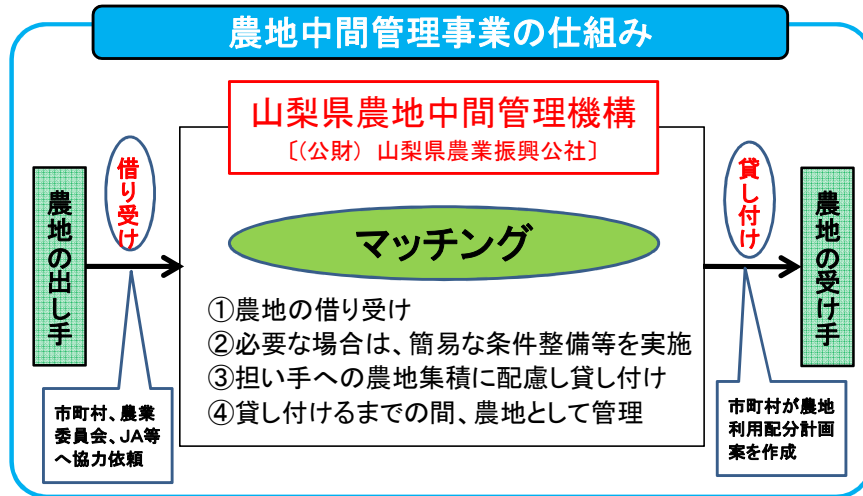 農地中間管理事業の仕組み
山梨県農地中間管理機構
〔(公財) 山梨県農業振興公社〕
農地の出し手
借り受け
マッチング
①農地の借り受け
②必要な場合は、簡易な条件整備等を実施
③担い手への農地集積に配慮し貸し付け
④貸し付けるまでの間、農地として管理
貸し付け
農地の受け手
市町村、農業
委員会、JA等
へ協力依頼
市町村が農地
利用配分計画
案を作成